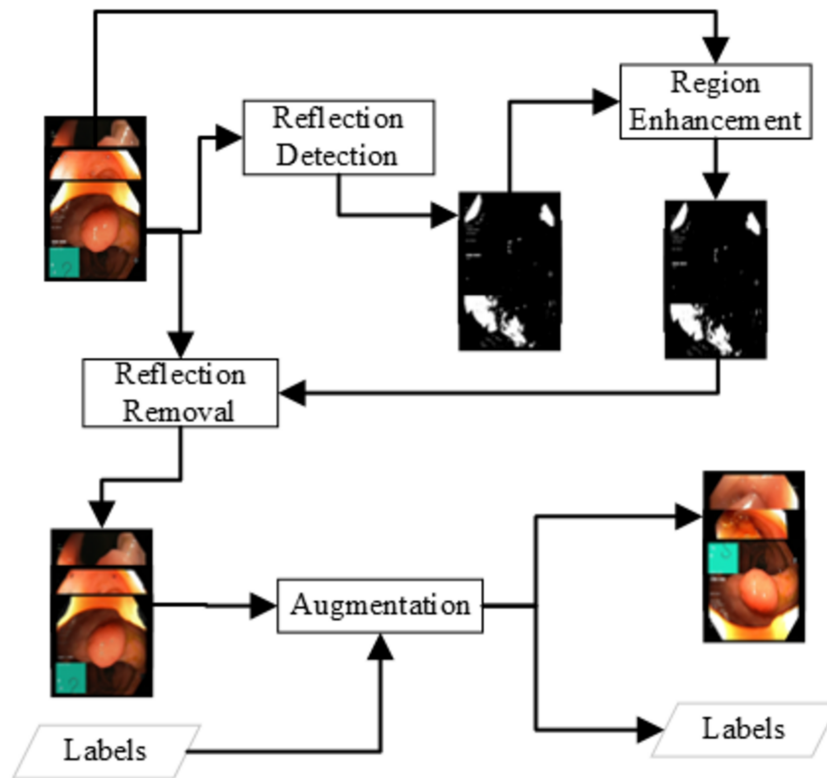 Region
Enhancement
Reflection
Detection
Reflection
Removal
Augmentation
Labels
Labels